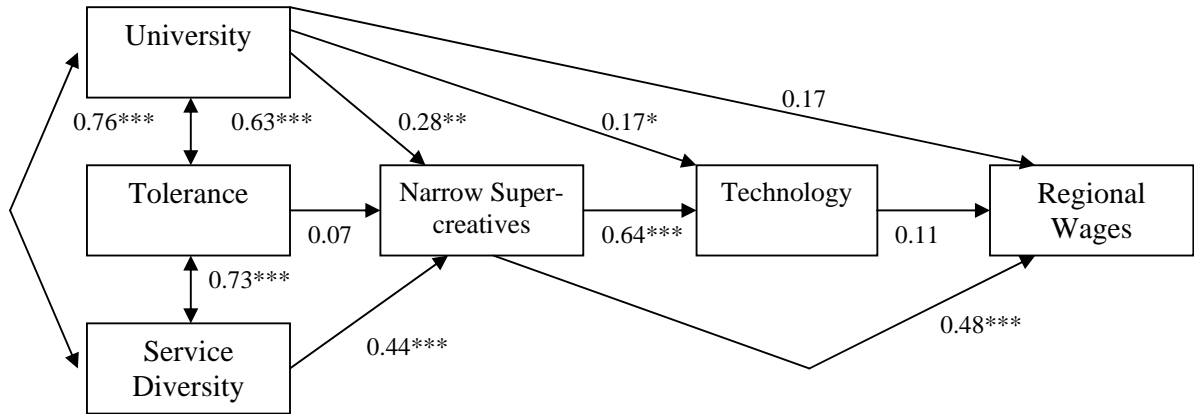 University
0.17
0.76***
0.63***
0.28**
0.17*
Tolerance
Narrow Super-
creatives
Technology
Regional
Wages
0.07
0.64***
0.11
0.73***
Service
Diversity
0.44***
0.48***